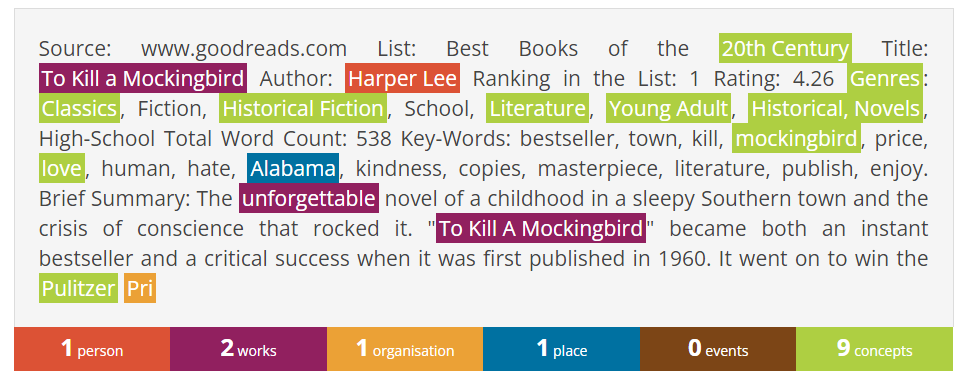 Source: www.goodreads.com List: Best Books of the 20th Century Title:
To Kill a Mockingbird Author: Harper Lee Ranking in the List: 1 Rating: 4.26 Genres:
Classics, Fiction, Historical Fiction, School, Literature, Young Adult, Historical, Novels,
High-School Total Word Count: 538 Key-Words: bestseller, town, kill, mockingbird, price,
love, human, hate, Alabama, kindness, copies, masterpiece, literature, publish, enjoy.
Brief Summary: The unforgettable novel of a childhood in a sleepy Southern town and the
crisis of conscience that rocked it. "To Kill A Mockingbird" became both an instant
bestseller and a critical success when it was first published in 1960. It went on to win the
Pulitzer Pri
1 person 2 works 1 organisation 1 place 0 events 9 concepts